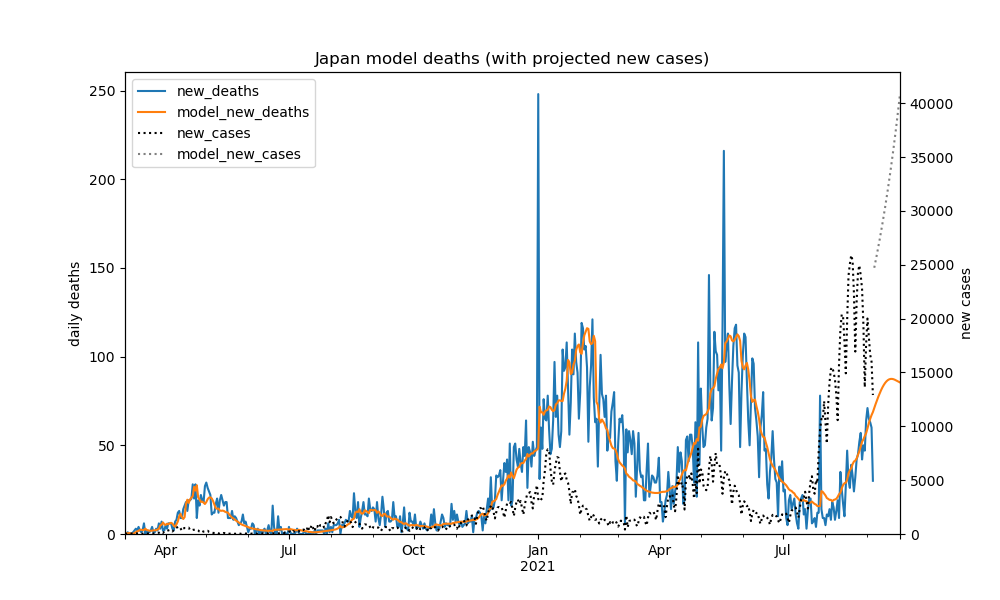 Japan model deaths (with projected new cases)
new_deaths
model_new_deaths
new_cases
model_new_cases
daily deaths
250
200
150
100
50
0
40000
35000
30000
25000
20000
15000
10000
5000
0
new cases
Apr
Jul
Oct
Jan
2021
Apr
Jul